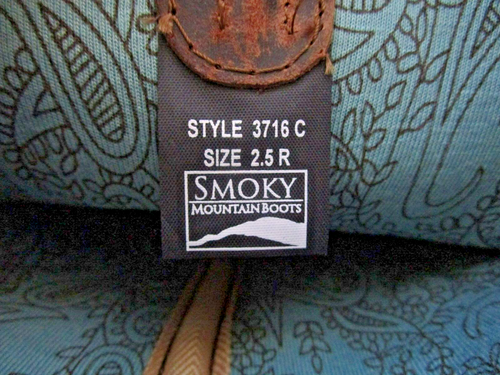 STYLE 3716 C
SIZE 2.5 R
SMOKY
MOUNTAIN BOOTS